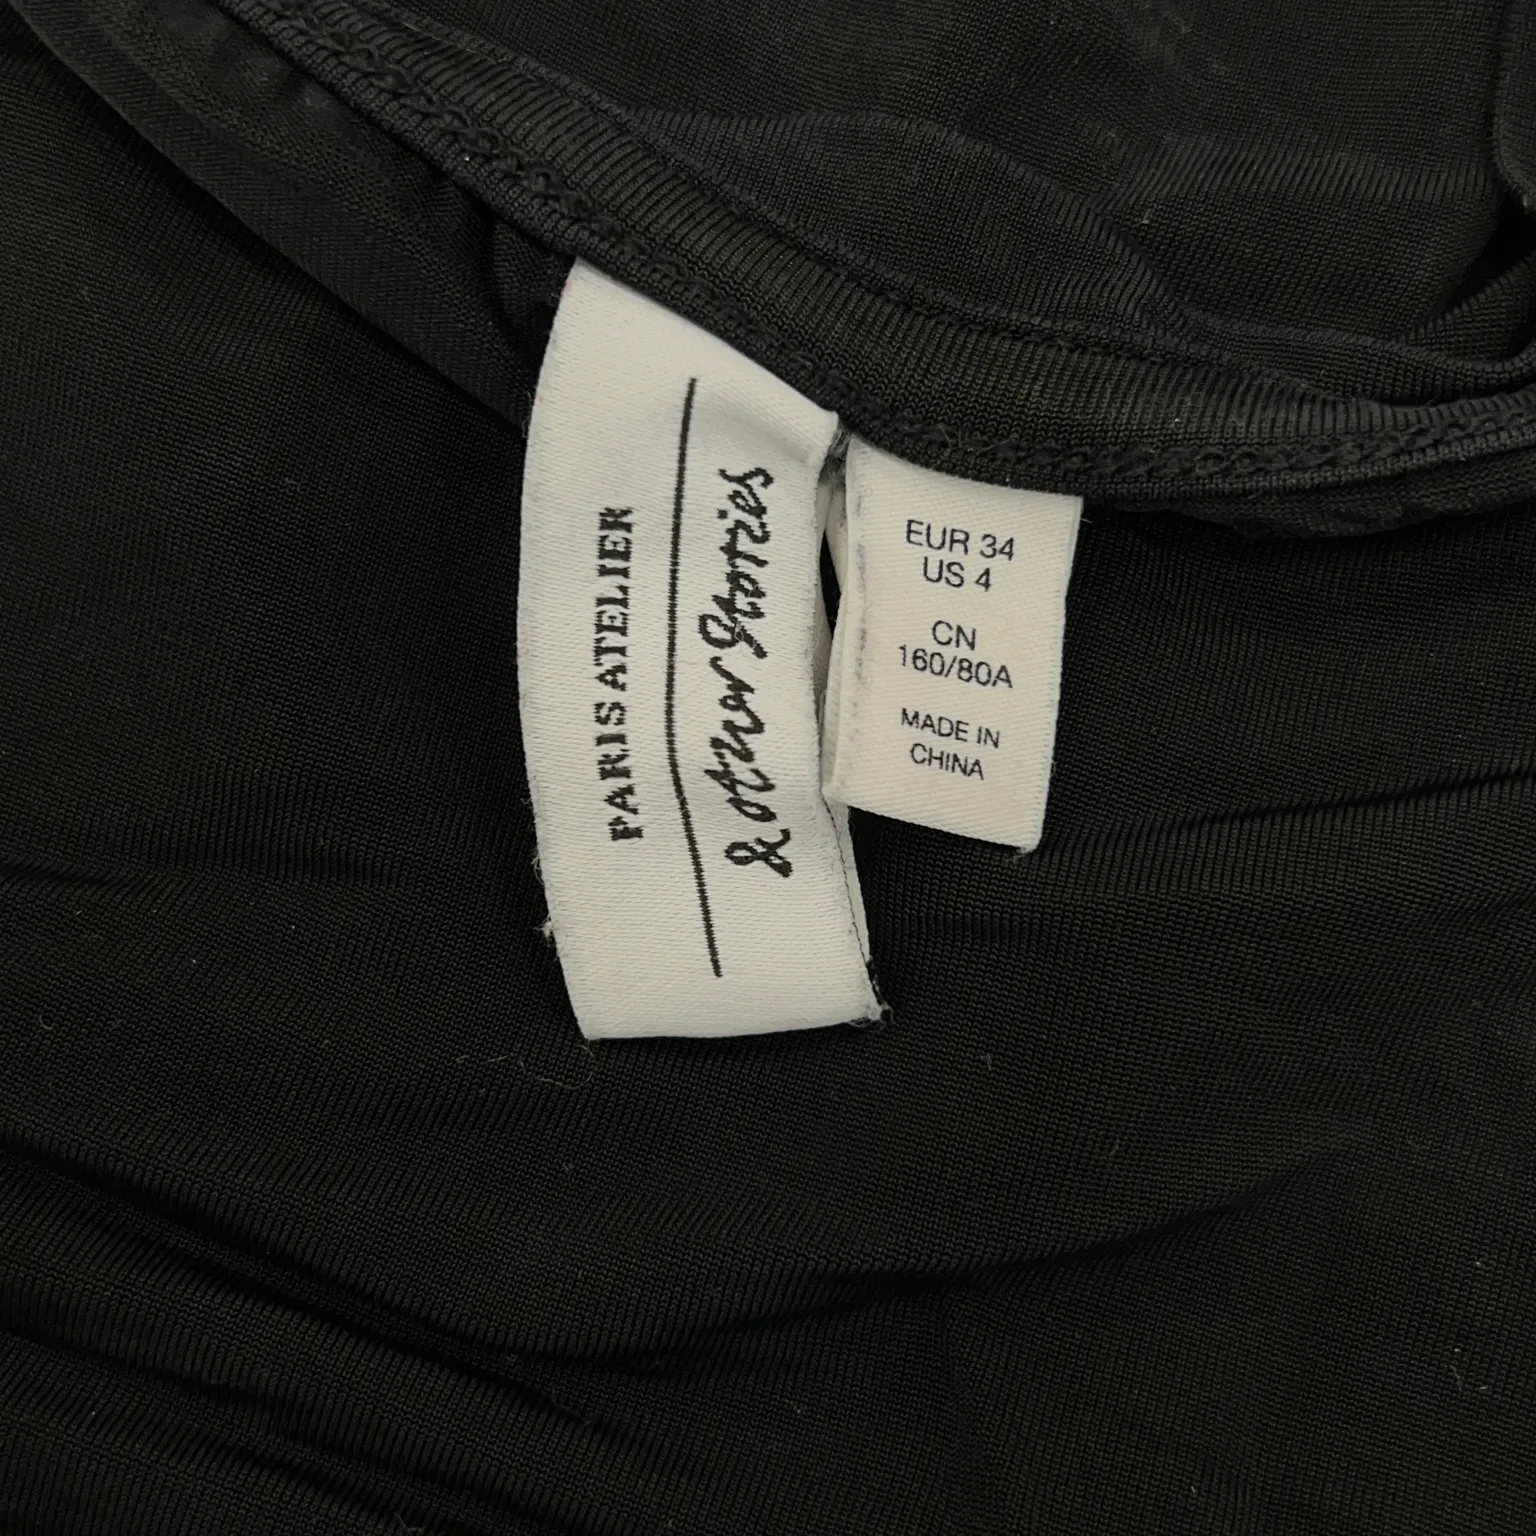 PARIS ATELIER
& other Stories
EUR 34
US 4
CN
160/80A
MADE IN
CHINA